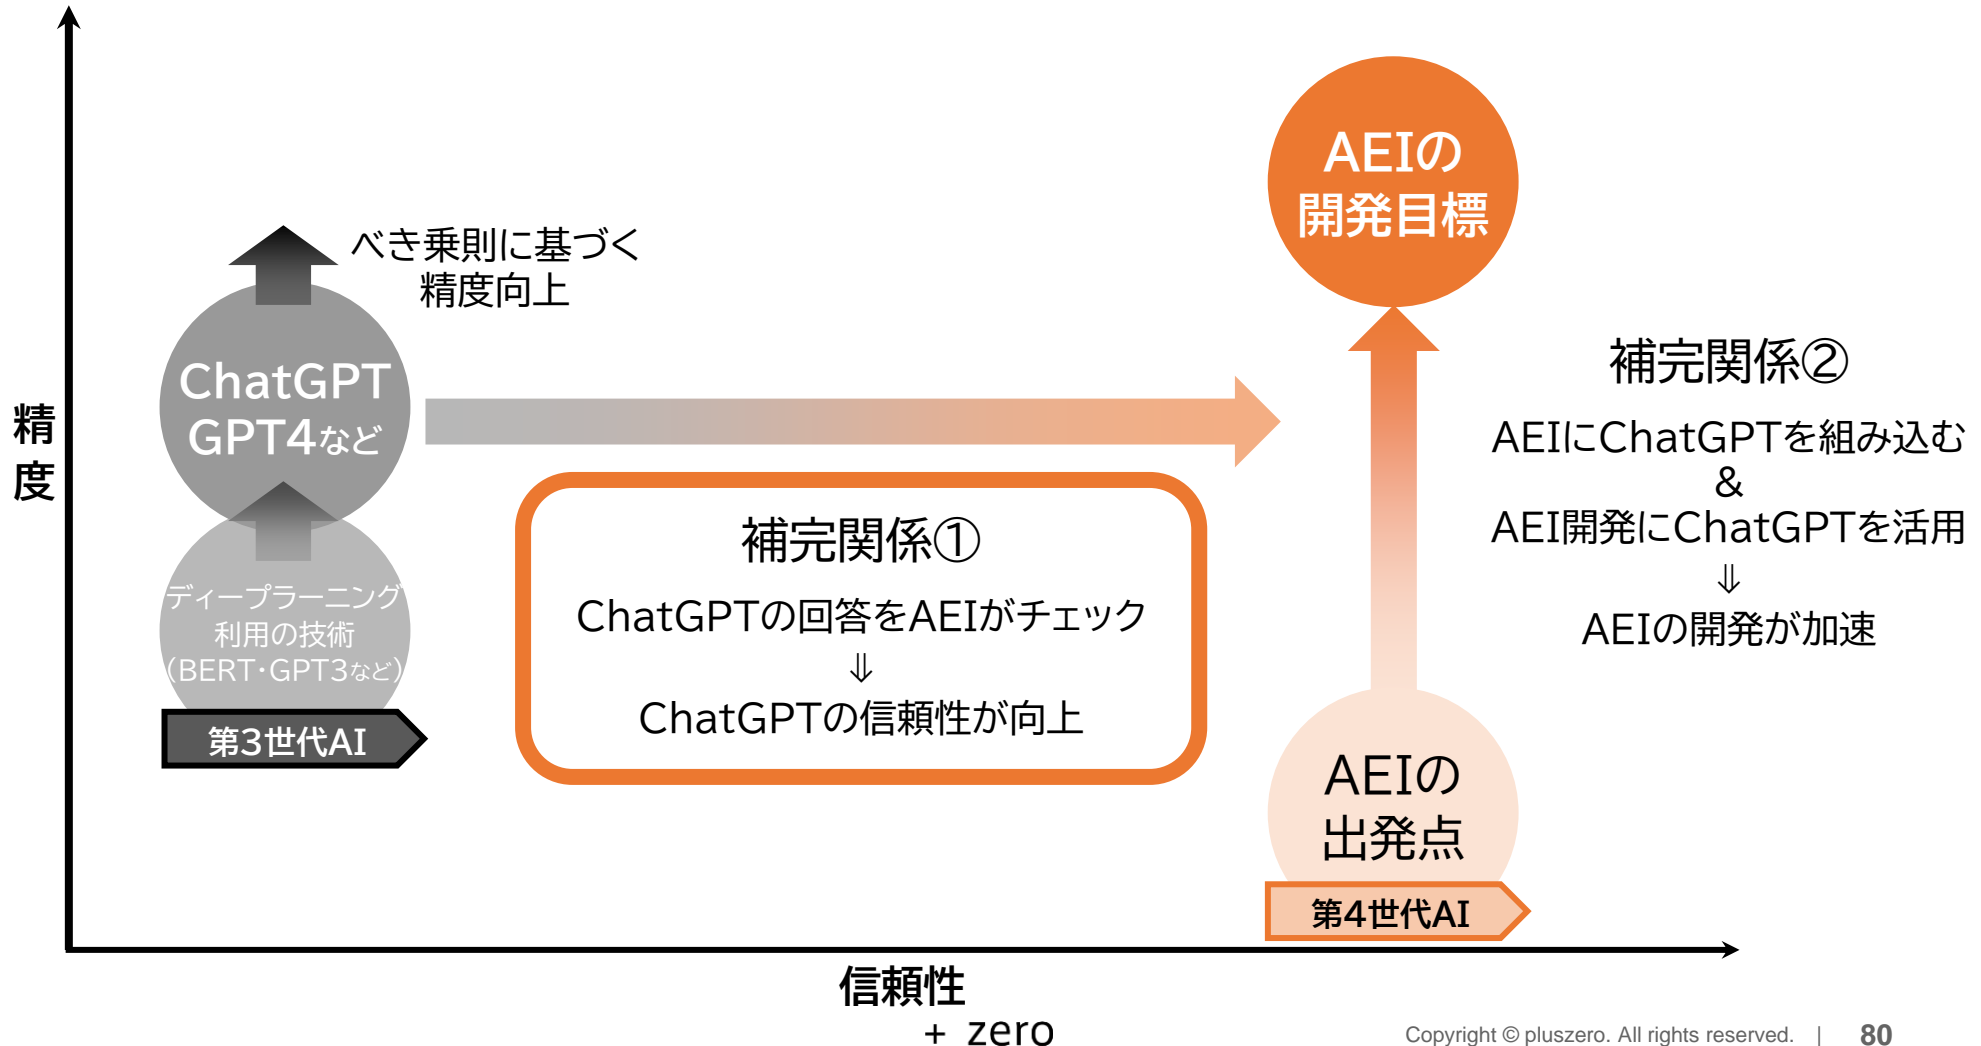 精
度
べき乗則に基づく
精度向上
ChatGPT
GPT4など
ディープラーニング
利用の技術
（BERT・GPT3など）
第3世代AI
補完関係①
ChatGPTの回答をAEIがチェック
⇓
ChatGPTの信頼性が向上
AEIの
開発目標
AEIの
出発点
第4世代AI
補完関係②
AEIにChatGPTを組み込む
&
AEI開発にChatGPTを活用
⇓
AEIの開発が加速
信頼性
+ zero
Copyright © pluszero. All rights reserved. | 80